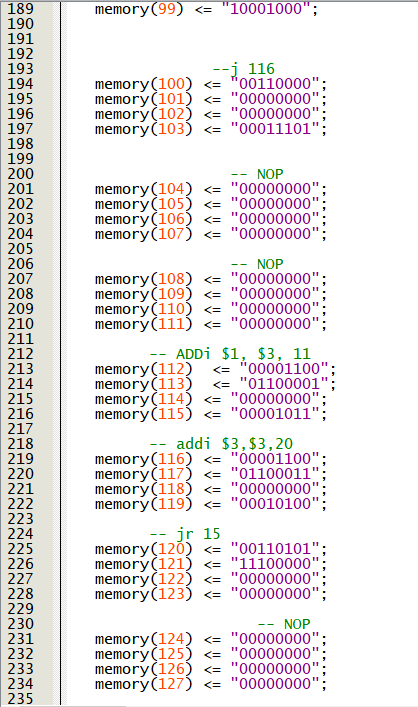 189 memory(99) <= "10001000";
190
191
192
193 --j 116
194 memory(100) <= "00110000";
195 memory(101) <= "00000000";
196 memory(102) <= "00000000";
197 memory(103) <= "00011101";
198
199
200 -- NOP
201 memory(104) <= "00000000";
202 memory(105) <= "00000000";
203 memory(106) <= "00000000";
204 memory(107) <= "00000000";
205
206 -- NOP
207 memory(108) <= "00000000";
208 memory(109) <= "00000000";
209 memory(110) <= "00000000";
210 memory(111) <= "00000000";
211
212 -- ADDi $1, $3, 11
213 memory(112)  <= "00001100";
214 memory(113)  <= "01100001";
215 memory(114) <= "00000000";
216 memory(115) <= "00001011";
217
218 -- addi $3,$3,20
219 memory(116) <= "00001100";
220 memory(117) <= "01100011";
221 memory(118) <= "00000000";
222 memory(119) <= "00010100";
223
224 -- jr 15
225 memory(120) <= "00110101";
226 memory(121) <= "11100000";
227 memory(122) <= "00000000";
228 memory(123) <= "00000000";
229
230 -- NOP
231 memory(124) <= "00000000";
232 memory(125) <= "00000000";
233 memory(126) <= "00000000";
234 memory(127) <= "00000000";
235